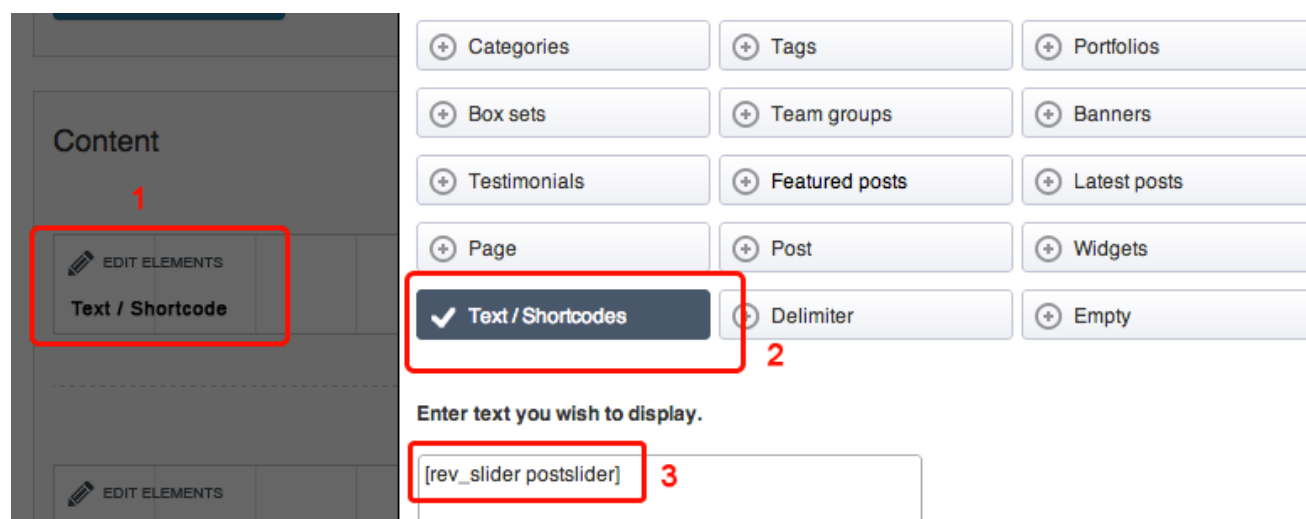 Categories
Tags
Portfolios
Box sets
Team groups
Banners
Content
Testimonials
Featured posts
Latest posts
1
Page
Post
Widgets
EDIT ELEMENTS
Text / Shortcode
Text / Shortcodes
Delimiter
Empty
2
Enter text you wish to display.
[rev_slider postslider]
3
EDIT ELEMENTS